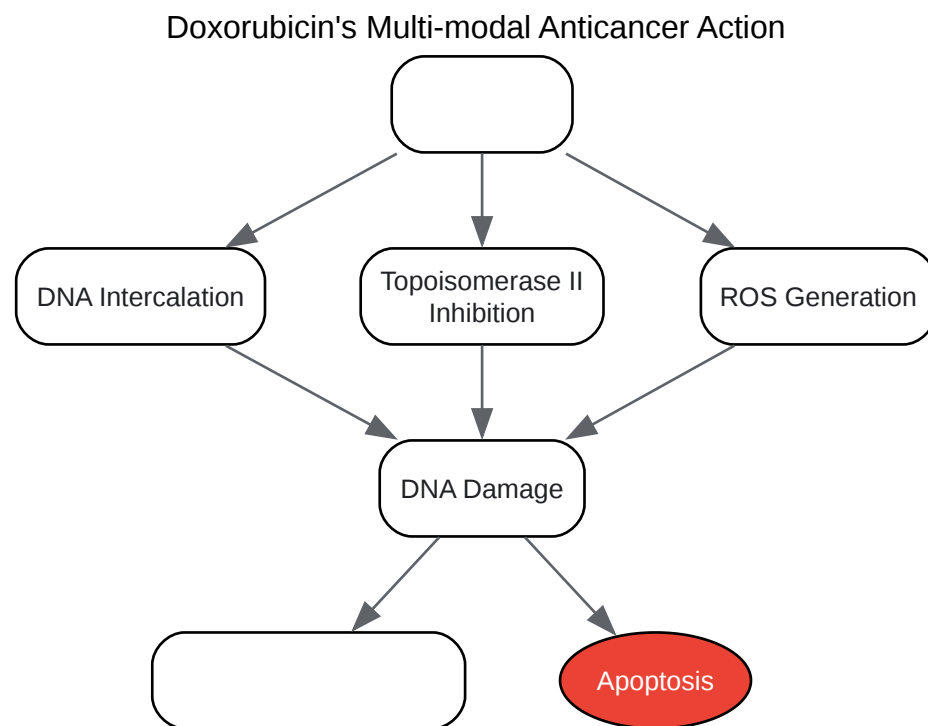 Doxorubicin's Multi-modal Anticancer Action
DNA Intercalation
Topoisomerase II
Inhibition
ROS Generation
DNA Damage
Apoptosis